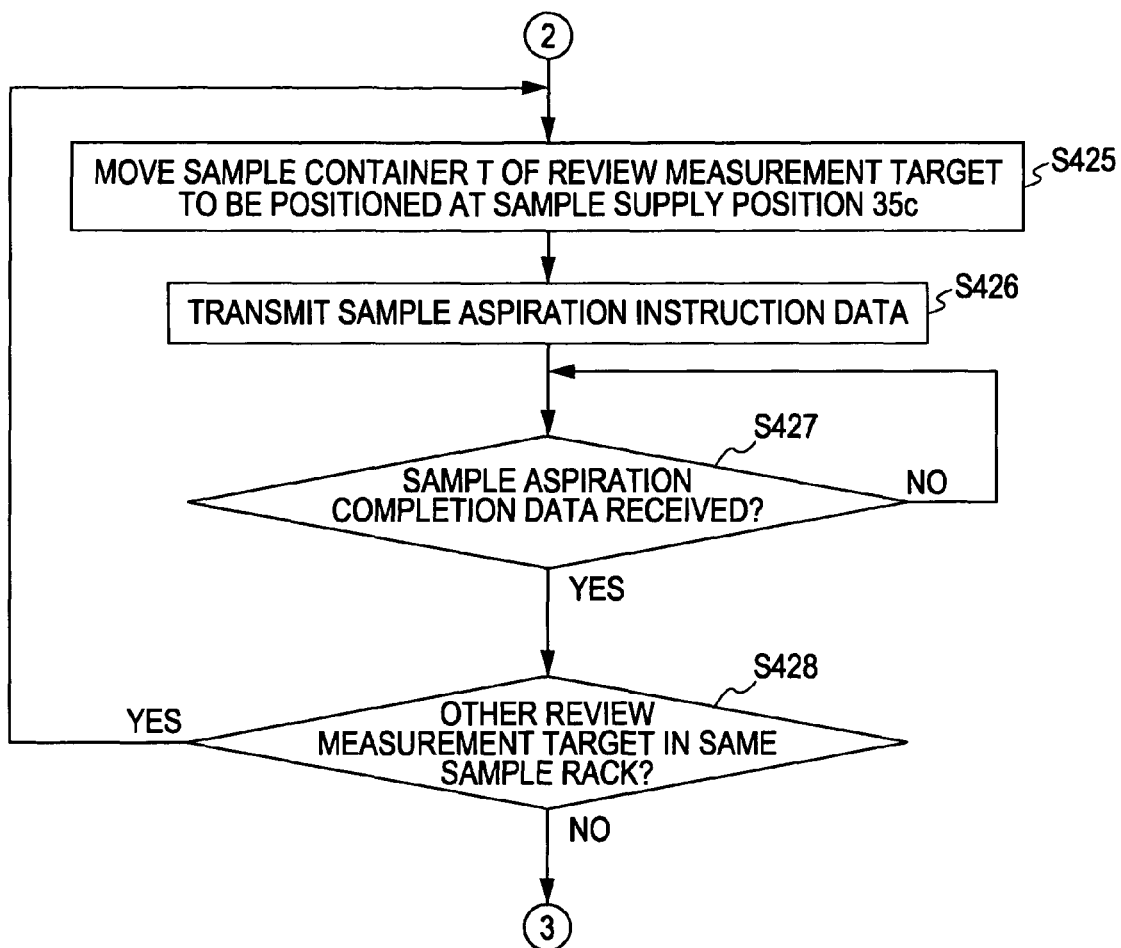 2
MOVE SAMPLE CONTAINER T OF REVIEW MEASUREMENT TARGET
TO BE POSITIONED AT SAMPLE SUPPLY POSITION 35c
S425
TRANSMIT SAMPLE ASPIRATION INSTRUCTION DATA
S426
S427
SAMPLE ASPIRATION
COMPLETION DATA RECEIVED?
NO
YES
S428
YES
OTHER REVIEW
MEASUREMENT TARGET IN SAME
SAMPLE RACK?
NO
3